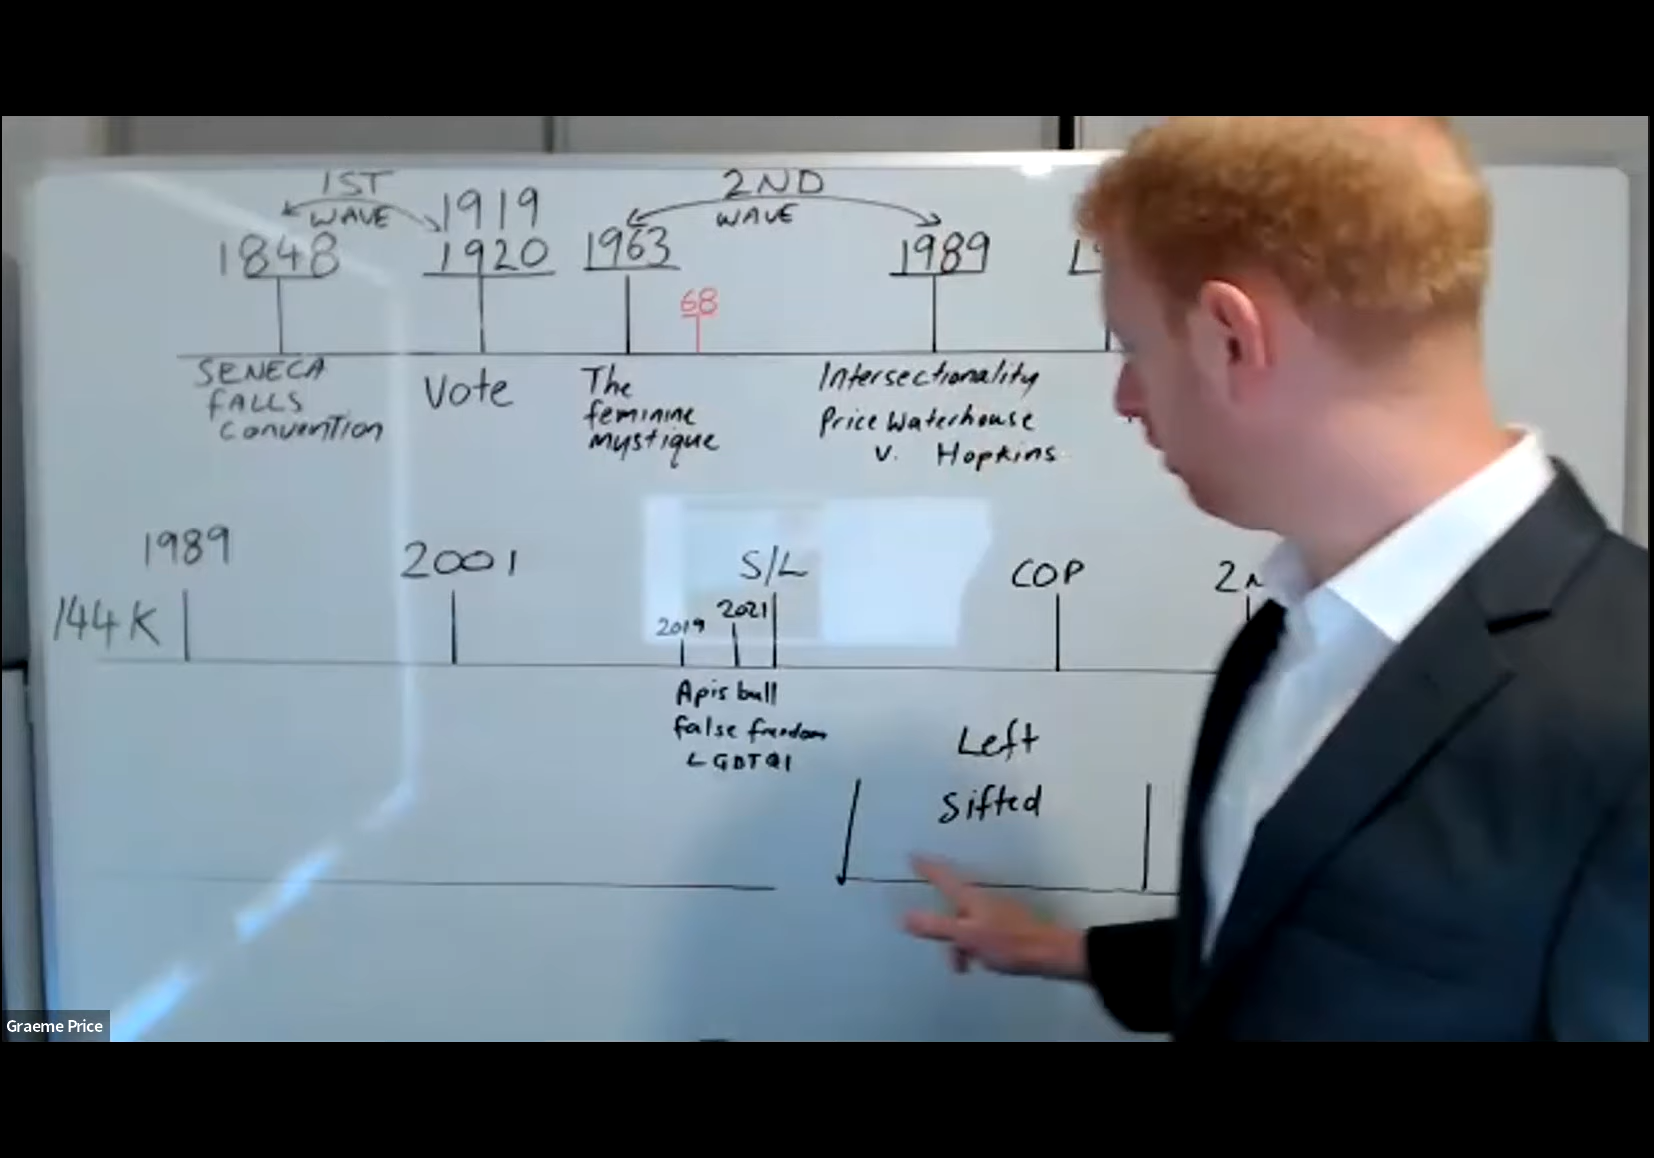 1ST
WAVE
1919
2ND
WAVE
1848
1920
1963
1989
68
SENECA
FALLS
Convention
Vote
The
feminine
mystique
Intersectionality
Price Waterhouse
v. Hopkins
1989
2001
S/L
COP
144K
2019
2021
Apis bull
false freedom
LGBTQI
Left
Sifted
Graeme Price